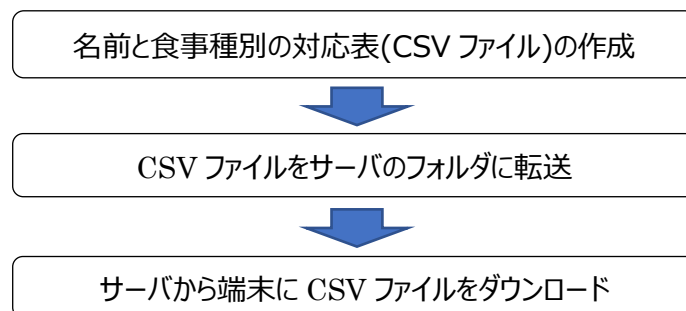 名前と食事種別の対応表(CSV ファイル)の作成
CSV ファイルをサーバのフォルダに転送
サーバから端末に CSV ファイルをダウンロード